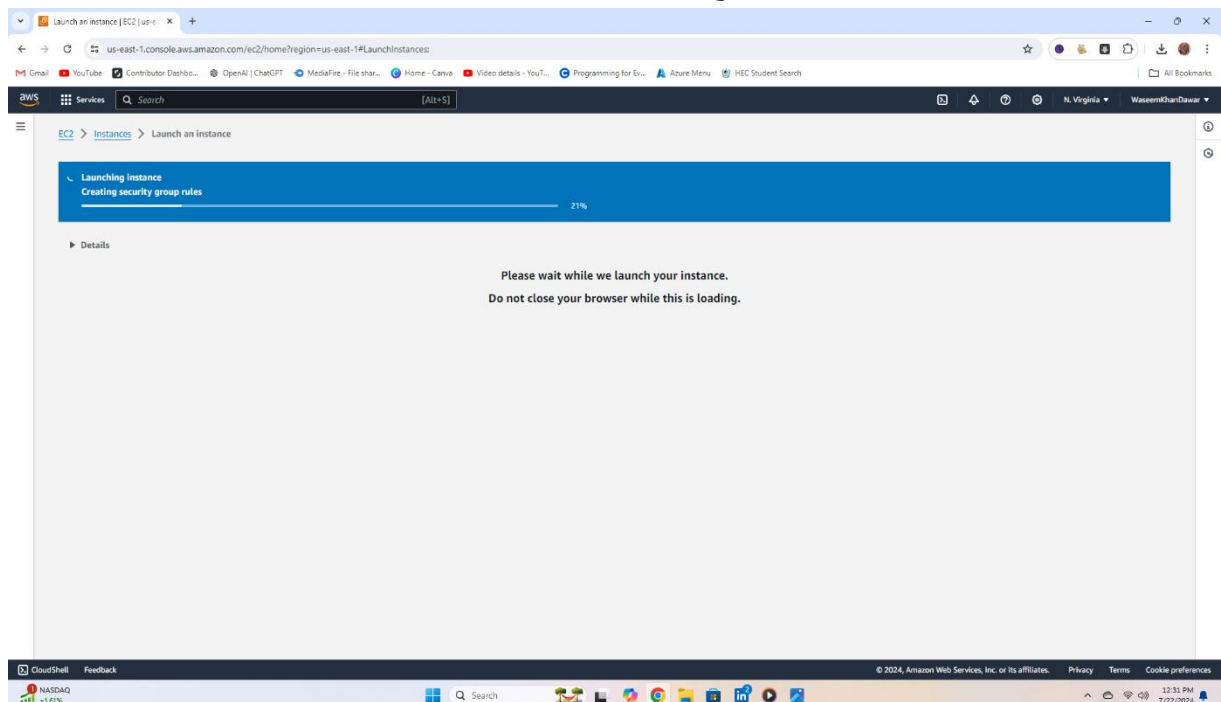 Launch an instance | EC2 | us-e
us-east-1.console.aws.amazon.com/ec2/home?region=us-east-1#LaunchInstances:
Gmail YouTube Contributor Dashbo... OpenAI | ChatGPT MediaFire - File shar... Home - Canva Video details - YouT... Programming for Ev... Azure Menu HEC Student Search All Bookmarks
aws Services Search [Alt+S] N. Virginia WaseemKhanDawar
EC2 > Instances > Launch an instance
Launching instance
Creating security group rules
21%
Details
Please wait while we launch your instance.
Do not close your browser while this is loading.
CloudShell Feedback © 2024, Amazon Web Services, Inc. or its affiliates. Privacy Terms Cookie preferences
NASDAQ Search 12:31 PM
+1.61% 7/22/2024